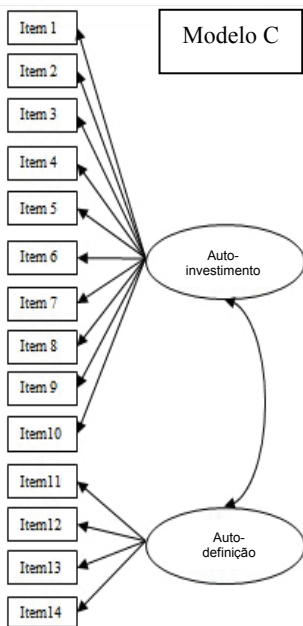 Modelo C
Item 1
Item 2
Item 3
Item 4
Item 5
Item 6
Item 7
Item 8
Item 9
Item10
Item11
Item12
Item13
Item14
Auto-
investimento
Auto-
definição